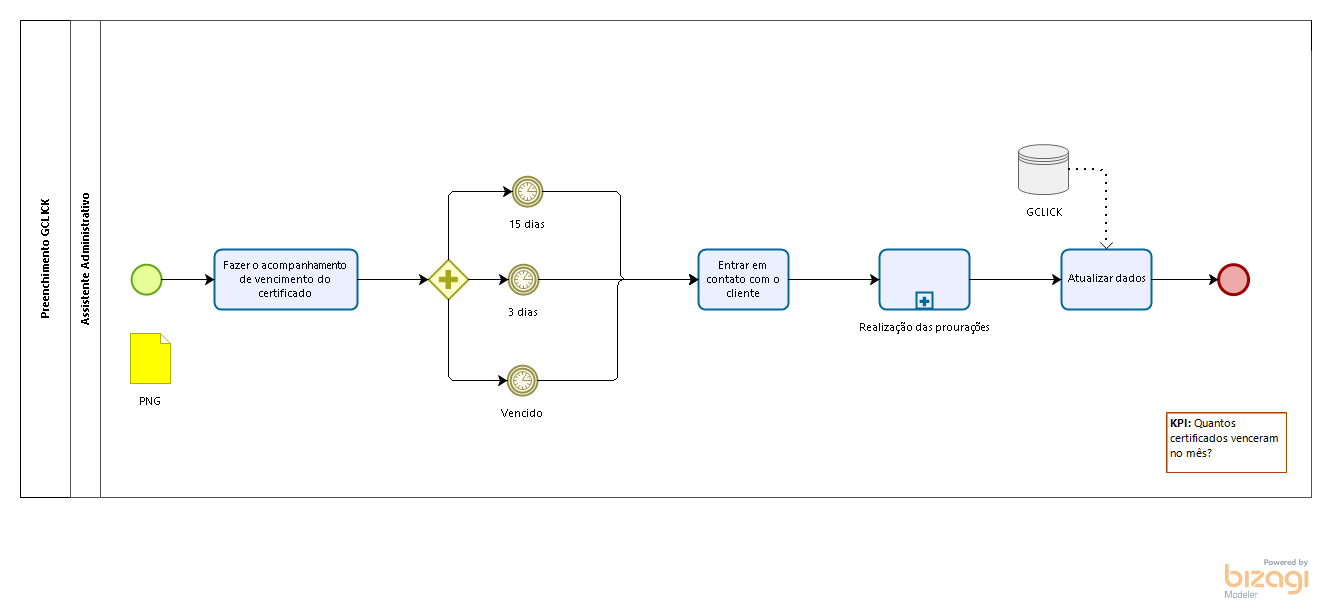 Preenchimento GCLICK
Assistente Administrativo
Fazer o acompanhamento
de vencimento do
certificado
PNG
15 dias
3 dias
Vencido
Entrar em
contato com o
cliente
Realização das prourações
GCLICK
Atualizar dados
KPI: Quantos
certificados venceram
no mês?
Powered by
bizagi
Modeler